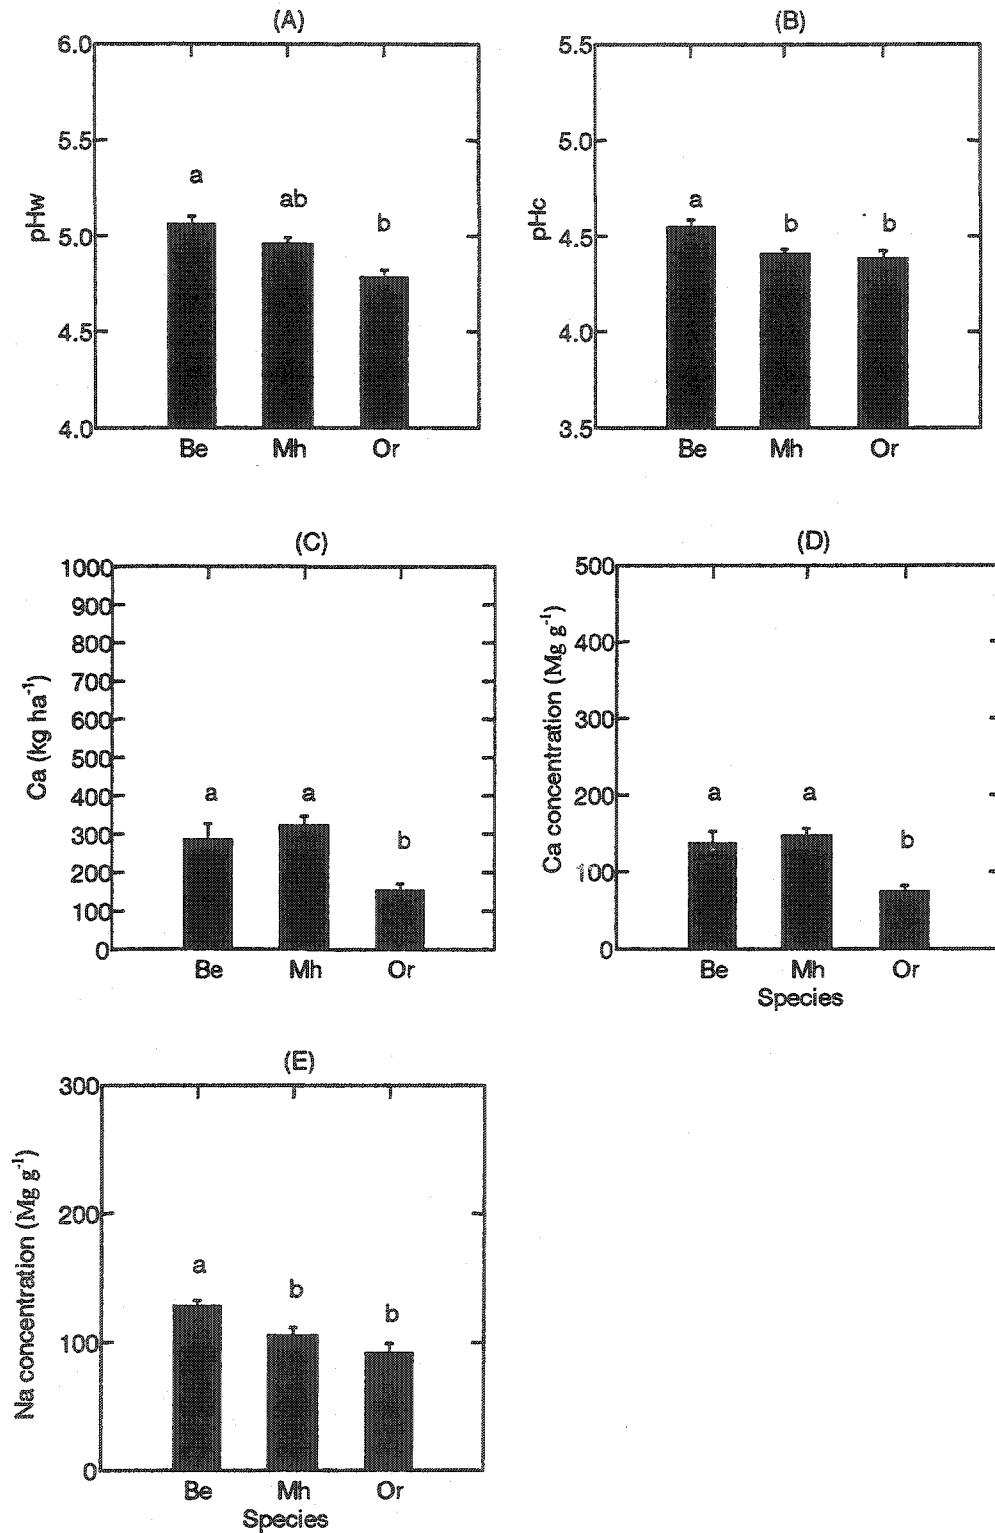 (A)
6.0
5.5
5.0
4.5
4.0
pHw
a
ab
b
Be Mh Or
(B)
5.5
5.0
4.5
4.0
3.5
pHc
a
b
b
Be Mh Or
(C)
1000
900
800
700
600
500
400
300
200
100
0
Ca (kg ha⁻¹)
a
a
b
Be Mh Or
(D)
500
400
300
200
100
0
Ca concentration (Mg g⁻¹)
a
a
b
Be Mh Or
Species
(E)
300
200
100
0
Na concentration (Mg g⁻¹)
a
b
b
Be Mh Or
Species